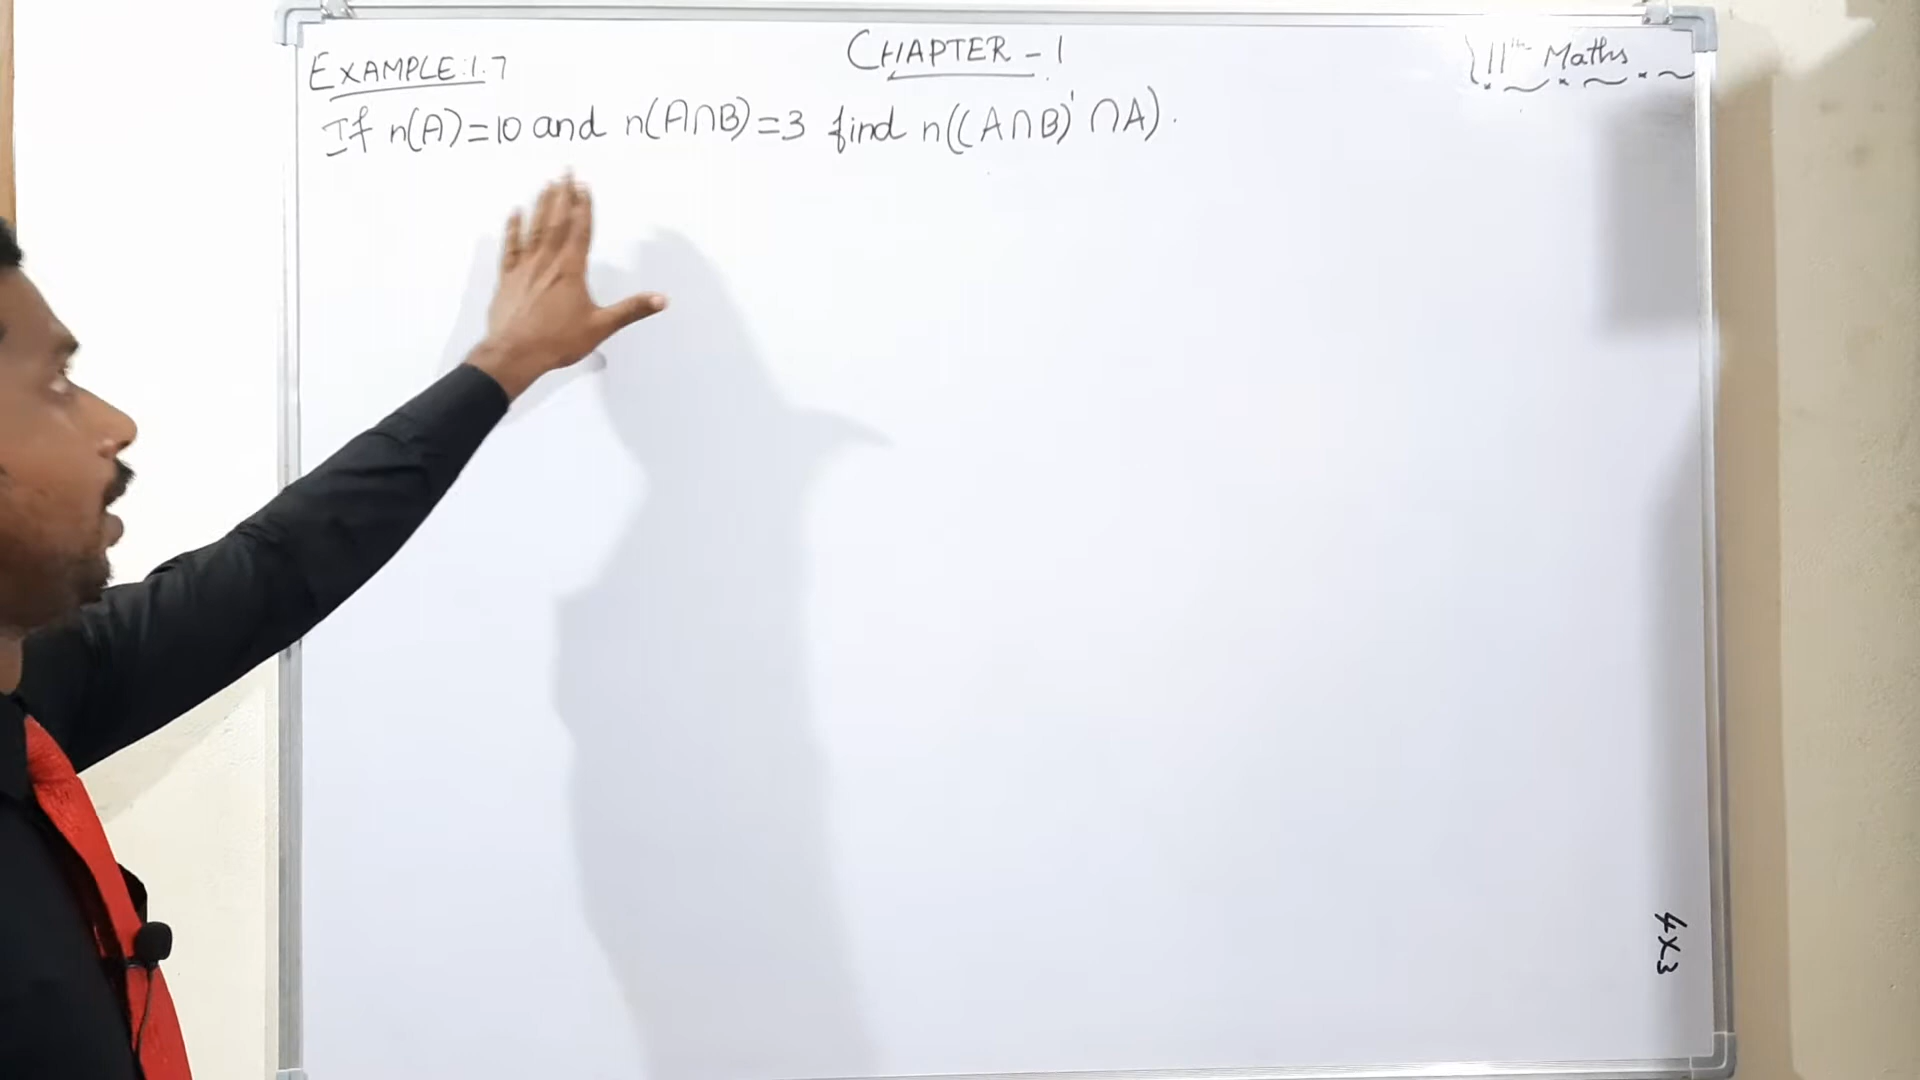 CHAPTER - 1
11th Maths
EXAMPLE:1.7
If n(A)=10 and n(A∩B)=3 find n((A∩B)'∩A).
4X3